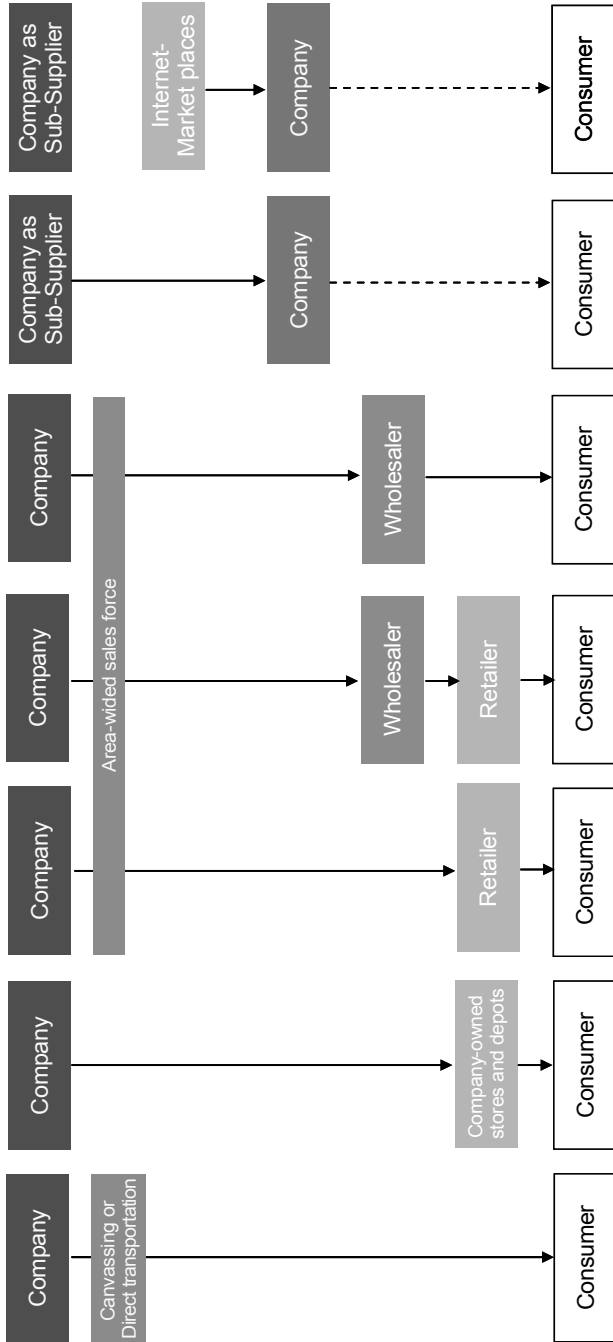 Company
Company
Company
Company
Company
Company as
Sub-Supplier
Company as
Sub-Supplier
Canvassing or
Direct transportation
Area-wided sales force
Internet-
Market places
Company
Company
Wholesaler
Wholesaler
Company-owned
stores and depots
Retailer
Retailer
Consumer
Consumer
Consumer
Consumer
Consumer
Consumer
Consumer